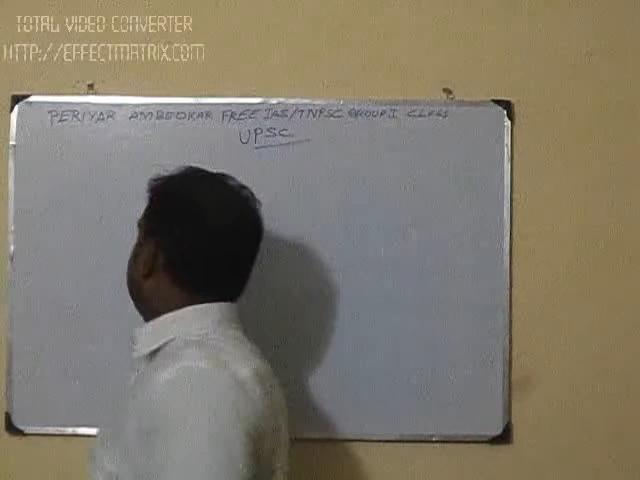 TOTAL VIDEO CONVERTER
HTTP://EFFECTMATRIX.COM
PERIYAR AMBEDKAR FREE IAS/TNPSC GROUP I CLASS
UPSC